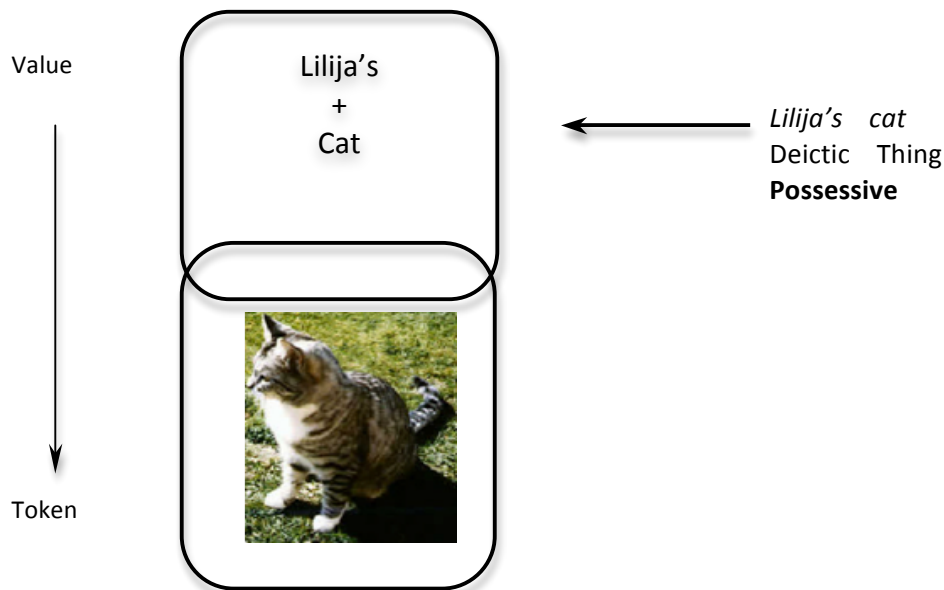 Value
Lilija’s
+
Cat
Lilija’s cat
Deictic Thing
Possessive
Token